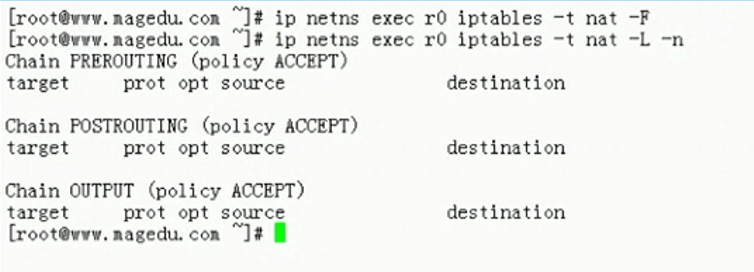 [root@www.magedu.com ~]# ip netns exec r0 iptables -t nat -F
[root@www.magedu.com ~]# ip netns exec r0 iptables -t nat -L -n
Chain PREROUTING (policy ACCEPT)
target     prot opt source               destination
Chain POSTROUTING (policy ACCEPT)
target     prot opt source               destination
Chain OUTPUT (policy ACCEPT)
target     prot opt source               destination
[root@www.magedu.com ~]#